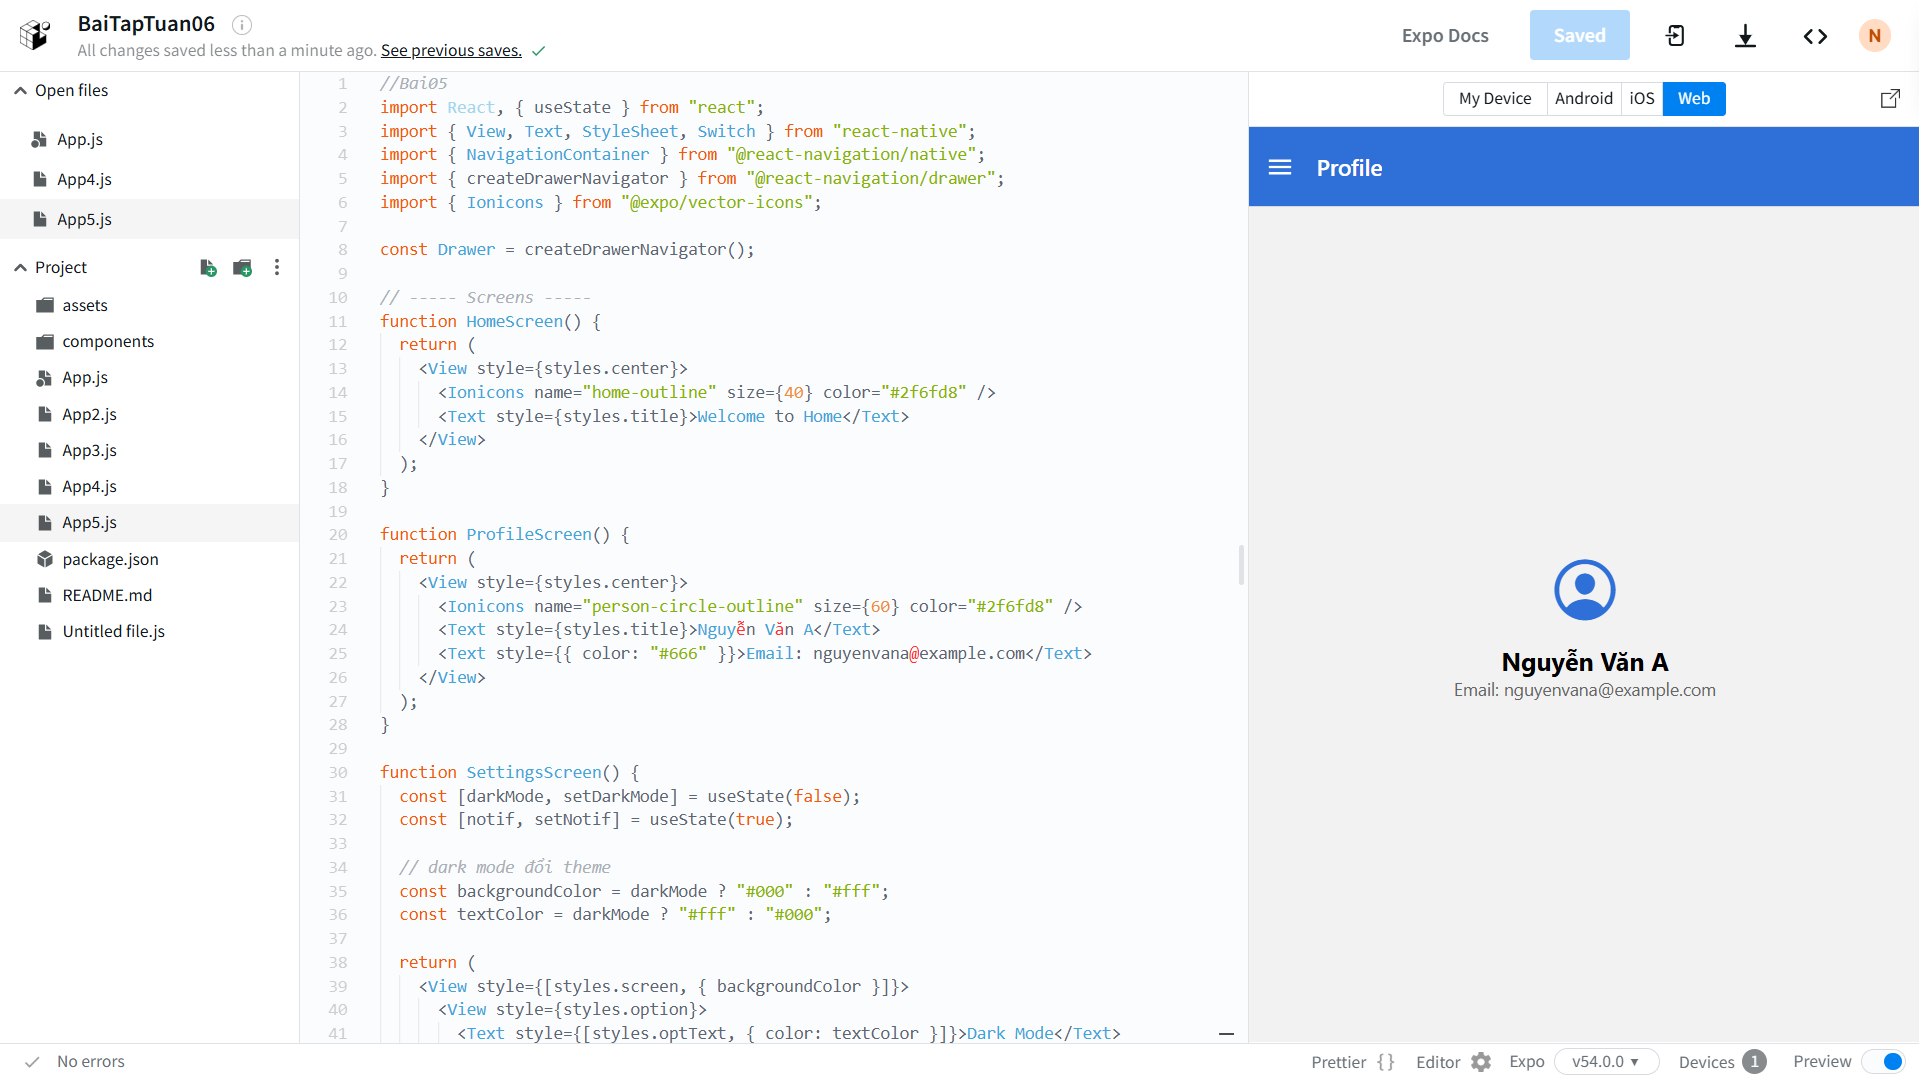 BaiTapTuan06
All changes saved less than a minute ago. See previous saves.
Expo Docs
Saved
N
Open files
App.js
App4.js
App5.js
Project
assets
components
App.js
App2.js
App3.js
App4.js
App5.js
package.json
README.md
Untitled file.js
1 //Bai05
2 import React, { useState } from "react";
3 import { View, Text, StyleSheet, Switch } from "react-native";
4 import { NavigationContainer } from "@react-navigation/native";
5 import { createDrawerNavigator } from "@react-navigation/drawer";
6 import { Ionicons } from "@expo/vector-icons";
7
8 const Drawer = createDrawerNavigator();
9
10 // ----- Screens -----
11 function HomeScreen() {
12 return (
13 <View style={styles.center}>
14 <Ionicons name="home-outline" size={40} color="#2f6fd8" />
15 <Text style={styles.title}>Welcome to Home</Text>
16 </View>
17 );
18 }
19
20 function ProfileScreen() {
21 return (
22 <View style={styles.center}>
23 <Ionicons name="person-circle-outline" size={60} color="#2f6fd8" />
24 <Text style={styles.title}>Nguyễn Văn A</Text>
25 <Text style={{ color: "#666" }}>Email: nguyenvana@example.com</Text>
26 </View>
27 );
28 }
29
30 function SettingsScreen() {
31 const [darkMode, setDarkMode] = useState(false);
32 const [notif, setNotif] = useState(true);
33
34 // dark mode đổi theme
35 const backgroundColor = darkMode ? "#000" : "#fff";
36 const textColor = darkMode ? "#fff" : "#000";
37
38 return (
39 <View style={[styles.screen, { backgroundColor }]}>
40 <View style={styles.option}>
41 <Text style={[styles.optText, { color: textColor }]}>Dark Mode</Text>
My Device Android iOS Web
Profile
Nguyễn Văn A
Email: nguyenvana@example.com
No errors
Prettier {} Editor Expo v54.0.0 Devices 1 Preview